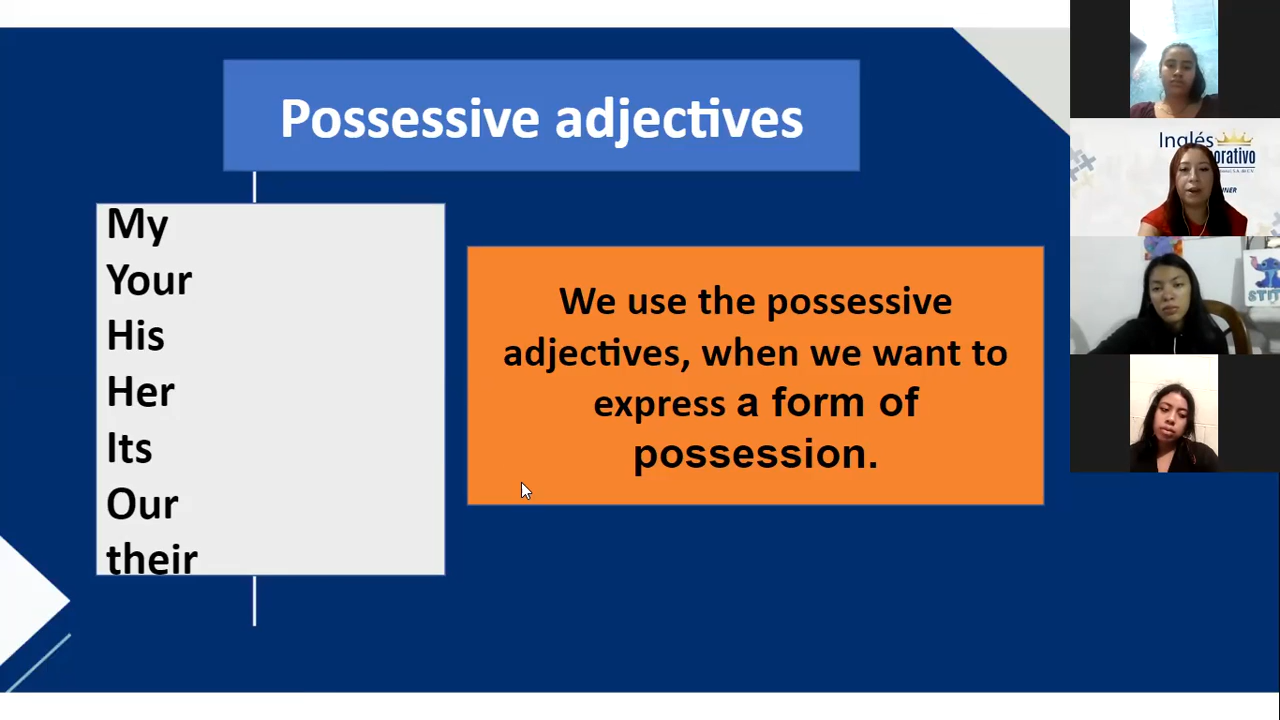 Possessive adjectives
My
Your
His
Her
Its
Our
their
We use the possessive
adjectives, when we want to
express a form of
possession.
Inglés
STIT